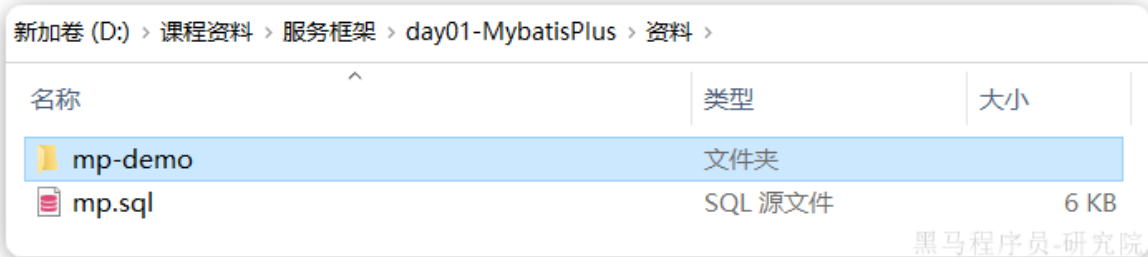 新加卷 (D:) › 课程资料 › 服务框架 › day01-MybatisPlus › 资料 ›
名称 类型 大小
mp-demo 文件夹
mp.sql SQL 源文件 6 KB
黑马程序员-研究院